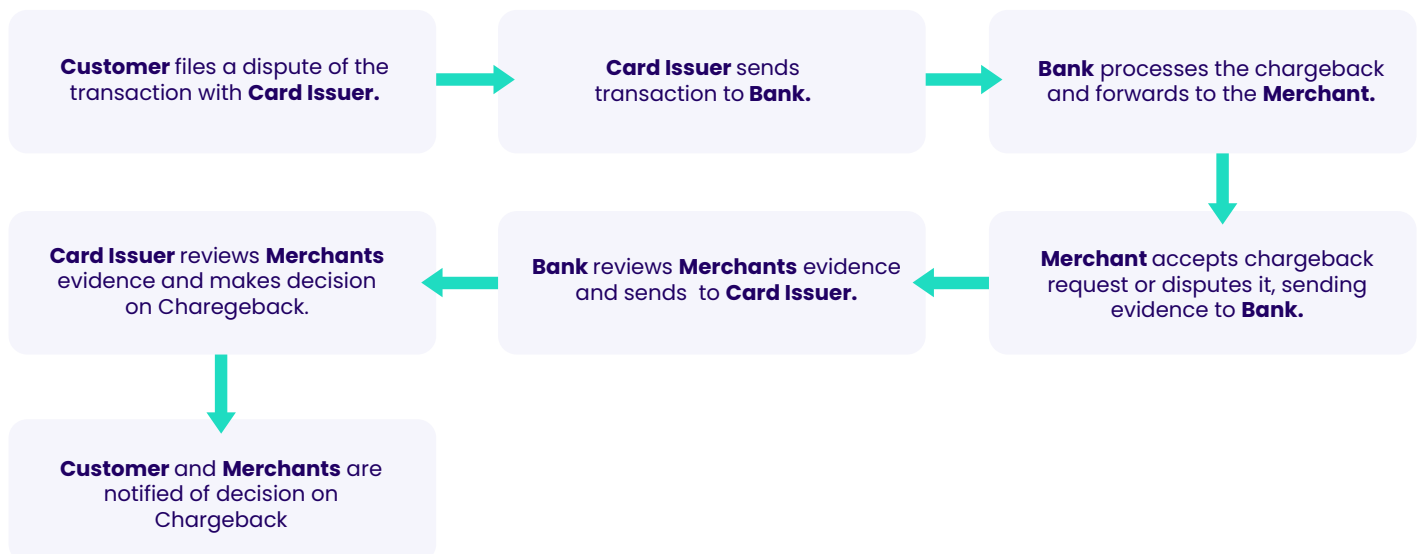 Customer files a dispute of the
transaction with Card Issuer.
Card Issuer sends
transaction to Bank.
Bank processes the chargeback
and forwards to the Merchant.
Merchant accepts chargeback
request or disputes it, sending
evidence to Bank.
Bank reviews Merchants evidence
and sends  to Card Issuer.
Card Issuer reviews Merchants
evidence and makes decision
on Charegeback.
Customer and Merchants are
notified of decision on
Chargeback